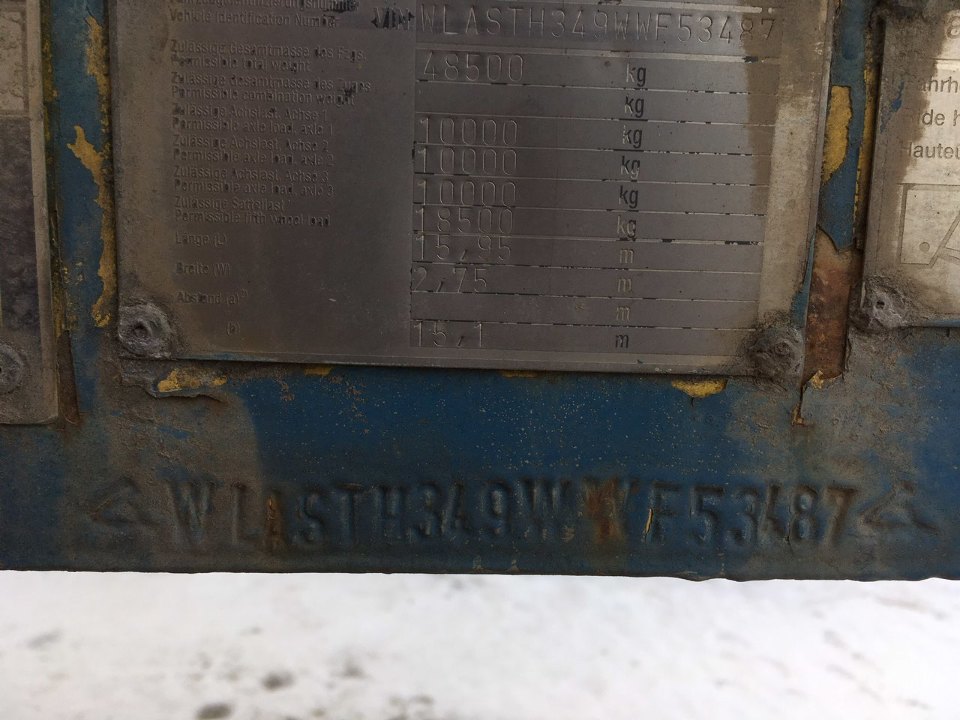 Vehicle Identification Number VIN WLASTH349WWF53487
Zulässige Gesamtmasse des Fzgs.
Permissible total weight 48500 kg
Zulässige Gesamtmasse des Zuges
Permissible combination weight kg
Zulässige Achslast Achse 1
Permissible axle load, axle 1 10000 kg
Zulässige Achslast, Achse 2
Permissible axle load, axle 2 10000 kg
Zulässige Achslast, Achse 3
Permissible axle load, axle 3 10000 kg
Zulässige Sattellast
Permissible fifth wheel load 18500 kg
Länge (L) 15,95 m
Breite (W) 2,75 m
Abstand (a) m
15,1 m
Hauteu
WLASTH349WWF53487